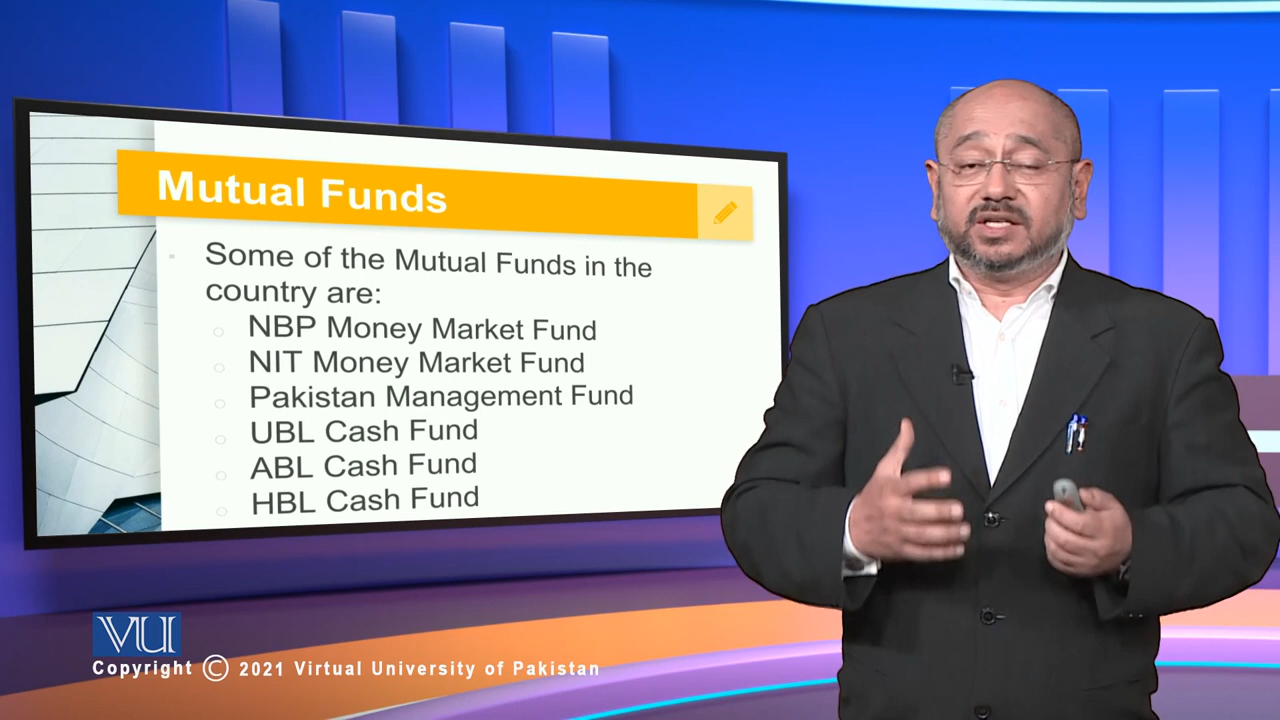 Mutual Funds
Some of the Mutual Funds in the
country are:
NBP Money Market Fund
NIT Money Market Fund
Pakistan Management Fund
UBL Cash Fund
ABL Cash Fund
HBL Cash Fund
VU
Copyright © 2021 Virtual University of Pakistan